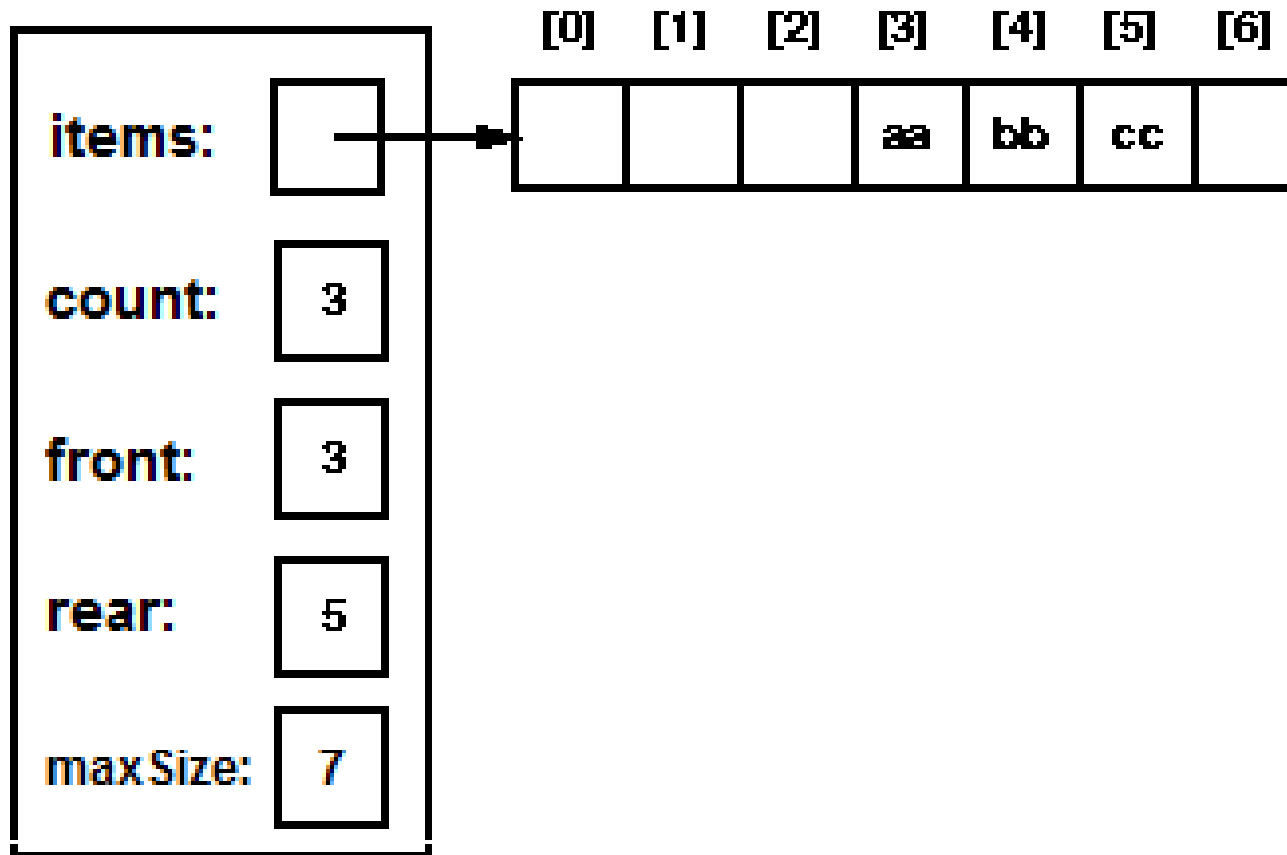 [0] [1] [2] [3] [4] [5] [6]
items: aa bb cc
count: 3
front: 3
rear: 5
maxSize: 7